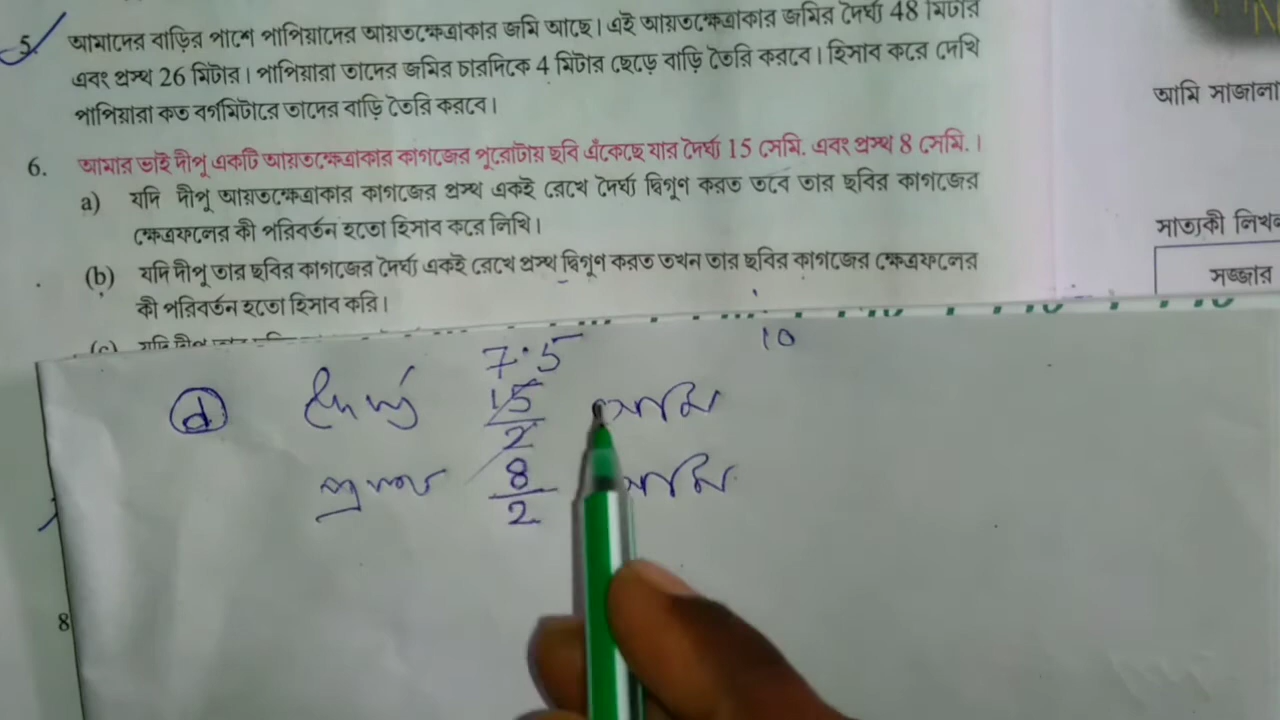 5. আমাদের বাড়ির পাশে পাপিয়াদের আয়তক্ষেত্রাকার জমি আছে। এই আয়তক্ষেত্রাকার জমির দৈর্ঘ্য 48 মিটার
এবং প্রস্থ 26 মিটার। পাপিয়ারা তাদের জমির চারদিকে 4 মিটার ছেড়ে বাড়ি তৈরি করবে। হিসাব করে দেখি
পাপিয়ারা কত বর্গমিটারে তাদের বাড়ি তৈরি করবে।
6. আমার ভাই দীপু একটি আয়তক্ষেত্রাকার কাগজের পুরোটায় ছবি এঁকেছে যার দৈর্ঘ্য 15 সেমি. এবং প্রস্থ 8 সেমি. ।
a) যদি দীপু আয়তক্ষেত্রাকার কাগজের প্রস্থ একই রেখে দৈর্ঘ্য দ্বিগুণ করত তবে তার ছবির কাগজের
ক্ষেত্রফলের কী পরিবর্তন হতো হিসাব করে লিখি।
(b) যদি দীপু তার ছবির কাগজের দৈর্ঘ্য একই রেখে প্রস্থ দ্বিগুণ করত তখন তার ছবির কাগজের ক্ষেত্রফলের
কী পরিবর্তন হতো হিসাব করি।
(c) যদি দীপু তার
আমি সাজালা
সাত্যকী লিখল
সজ্জার
10
7.5
d দৈর্ঘ্য 15/2 সেমি
প্রস্থ 8/2 সেমি
8